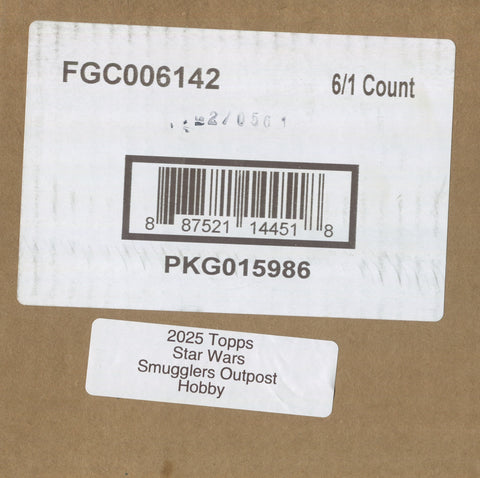 FGC006142
6/1 Count
8 87521 14451 8
PKG015986
2025 Topps
Star Wars
Smugglers Outpost
Hobby